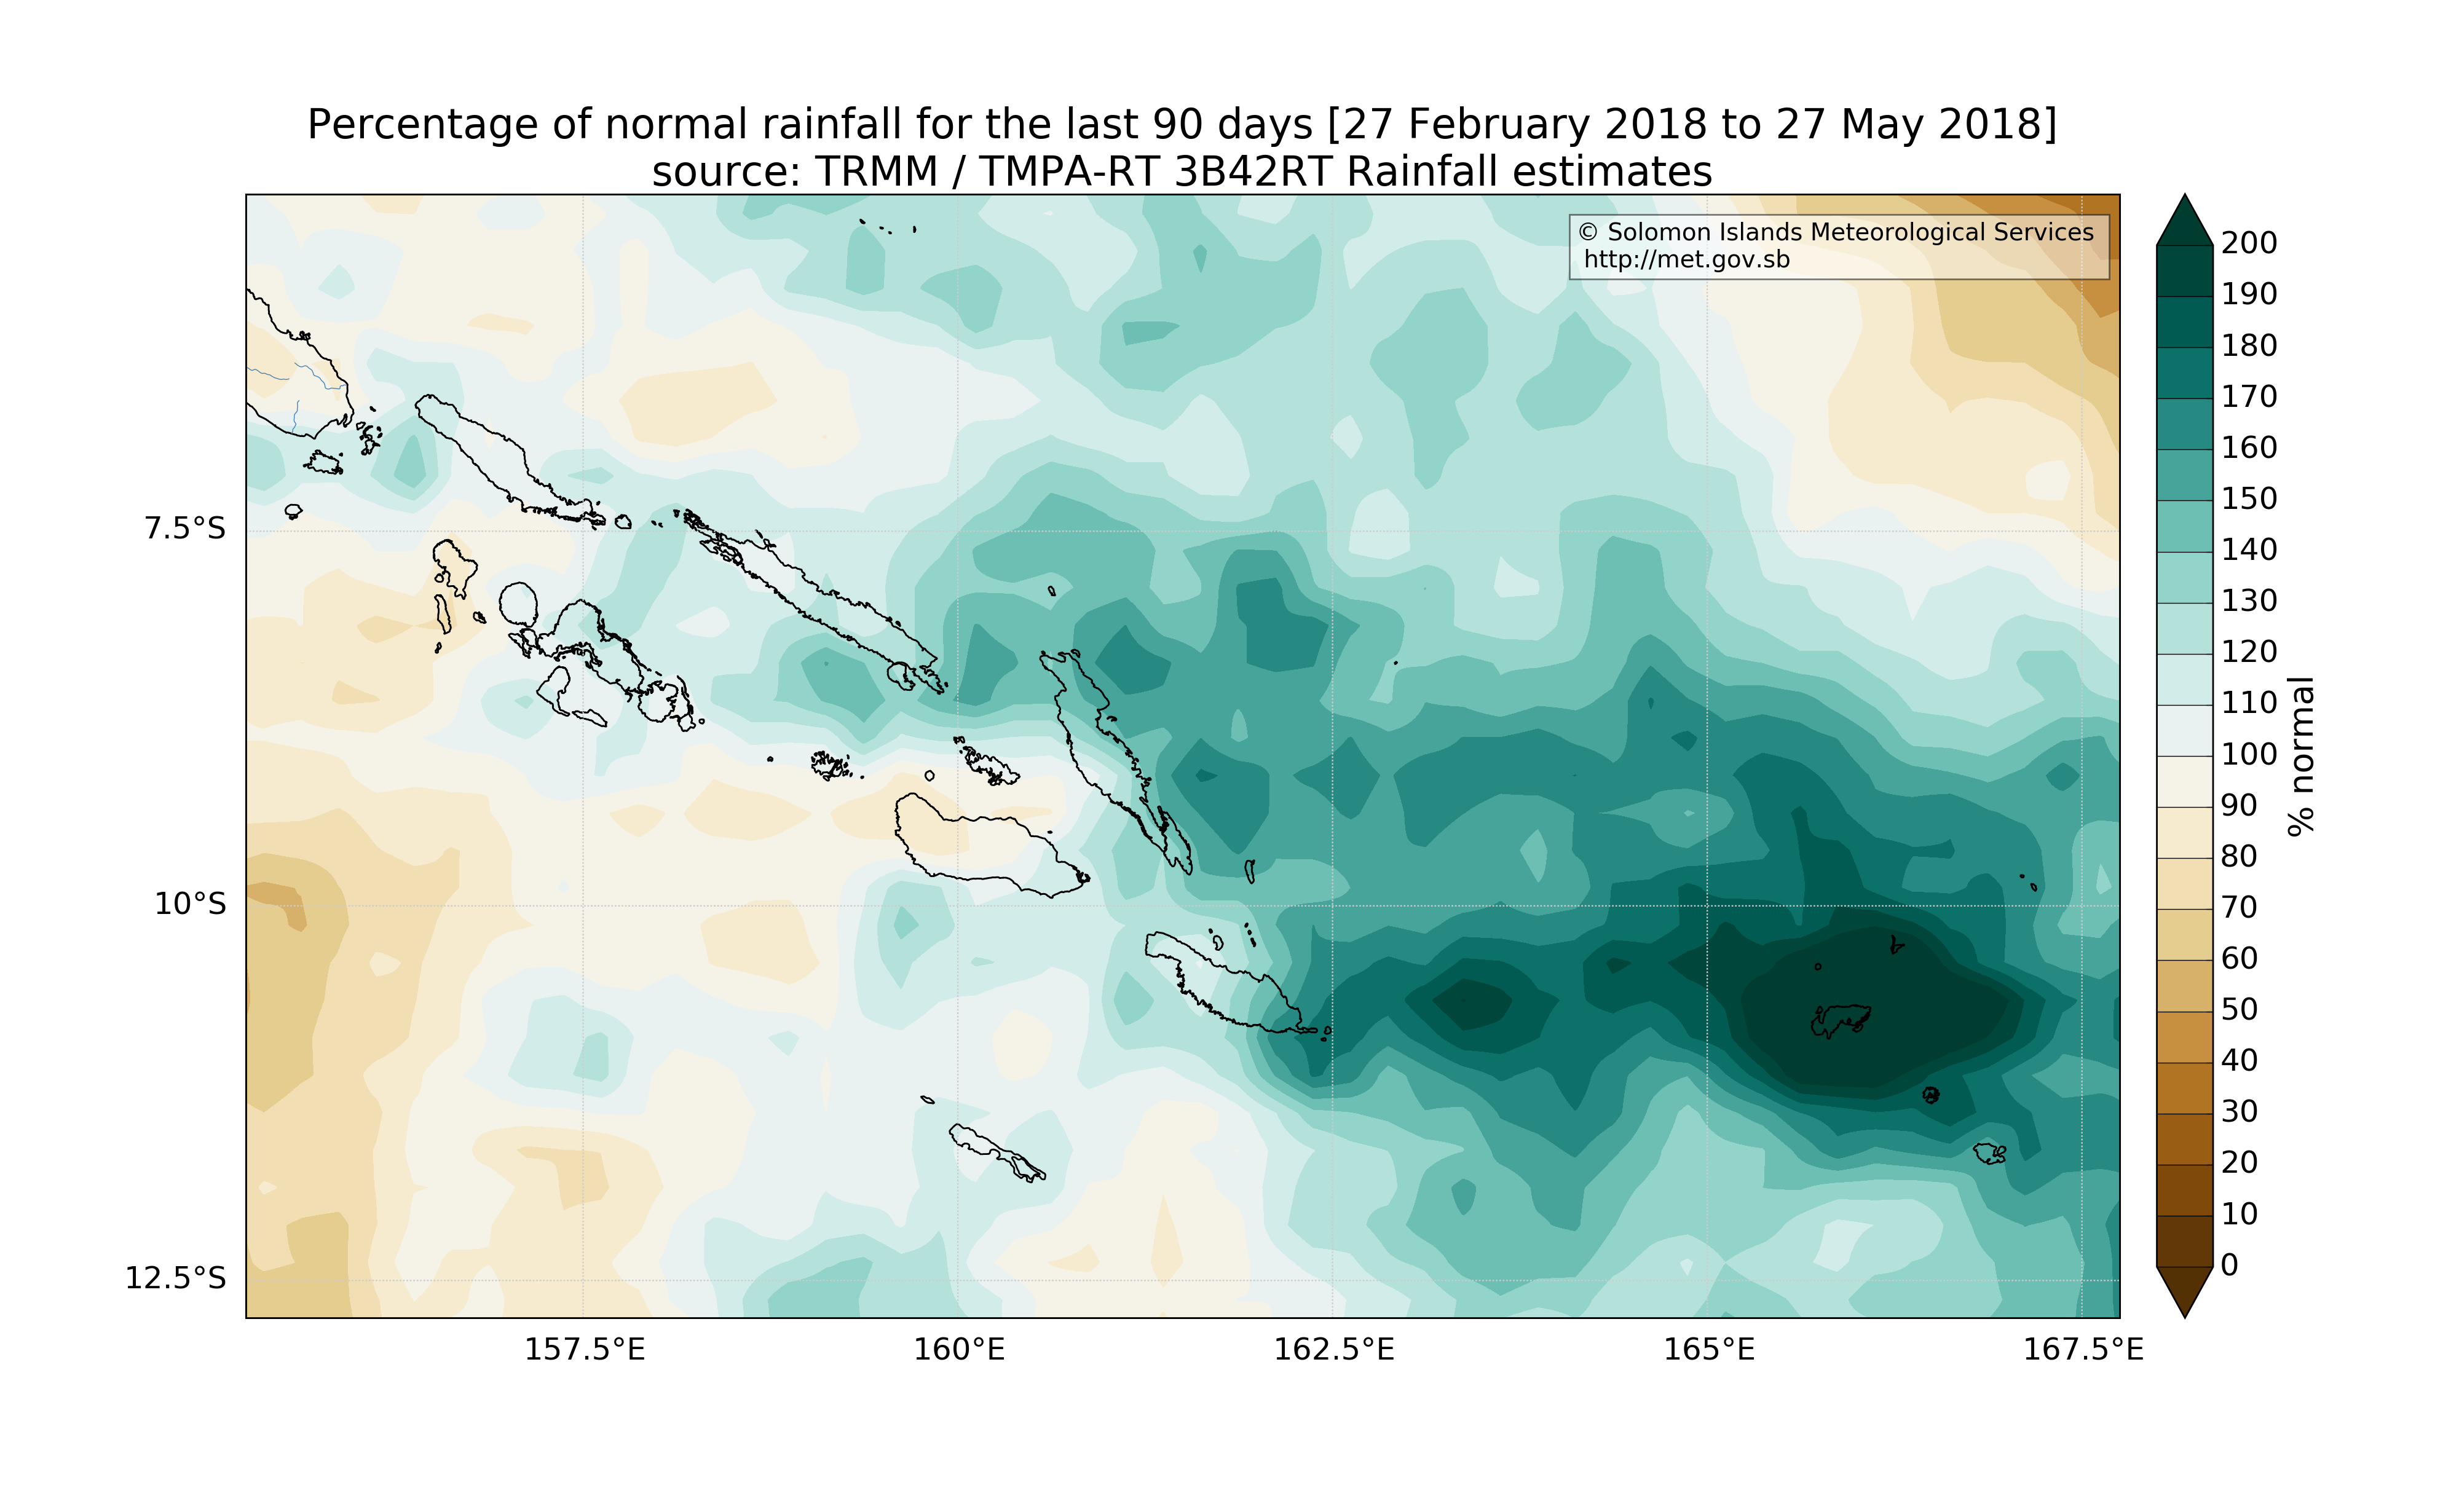 Percentage of normal rainfall for the last 90 days [27 February 2018 to 27 May 2018]
source: TRMM / TMPA-RT 3B42RT Rainfall estimates
© Solomon Islands Meteorological Services
http://met.gov.sb
7.5°S
10°S
12.5°S
157.5°E
160°E
162.5°E
165°E
167.5°E
200
190
180
170
160
150
140
130
120
110
100
90
80
70
60
50
40
30
20
10
0
% normal